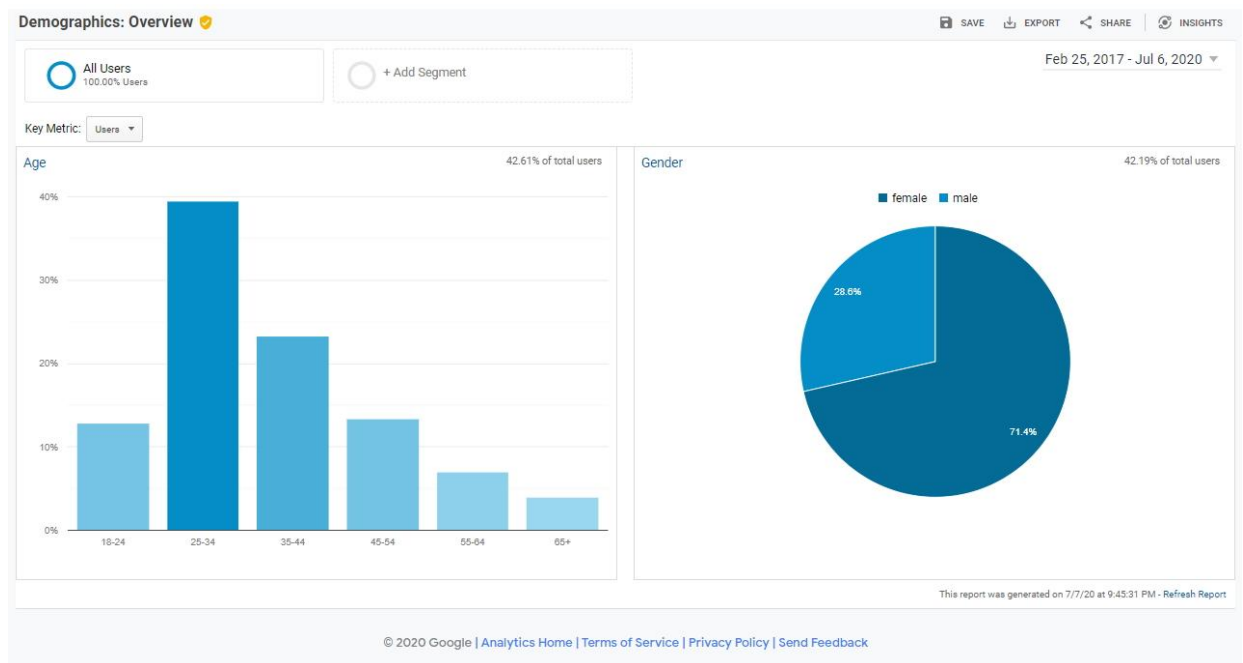 Demographics: Overview
SAVE EXPORT SHARE INSIGHTS
All Users
100.00% Users
+ Add Segment
Feb 25, 2017 - Jul 6, 2020
Key Metric: Users
Age
42.61% of total users
40%
30%
20%
10%
0%
18-24 25-34 35-44 45-54 55-64 65+
Gender
42.19% of total users
female male
28.6%
71.4%
This report was generated on 7/7/20 at 9:45:31 PM - Refresh Report
© 2020 Google | Analytics Home | Terms of Service | Privacy Policy | Send Feedback